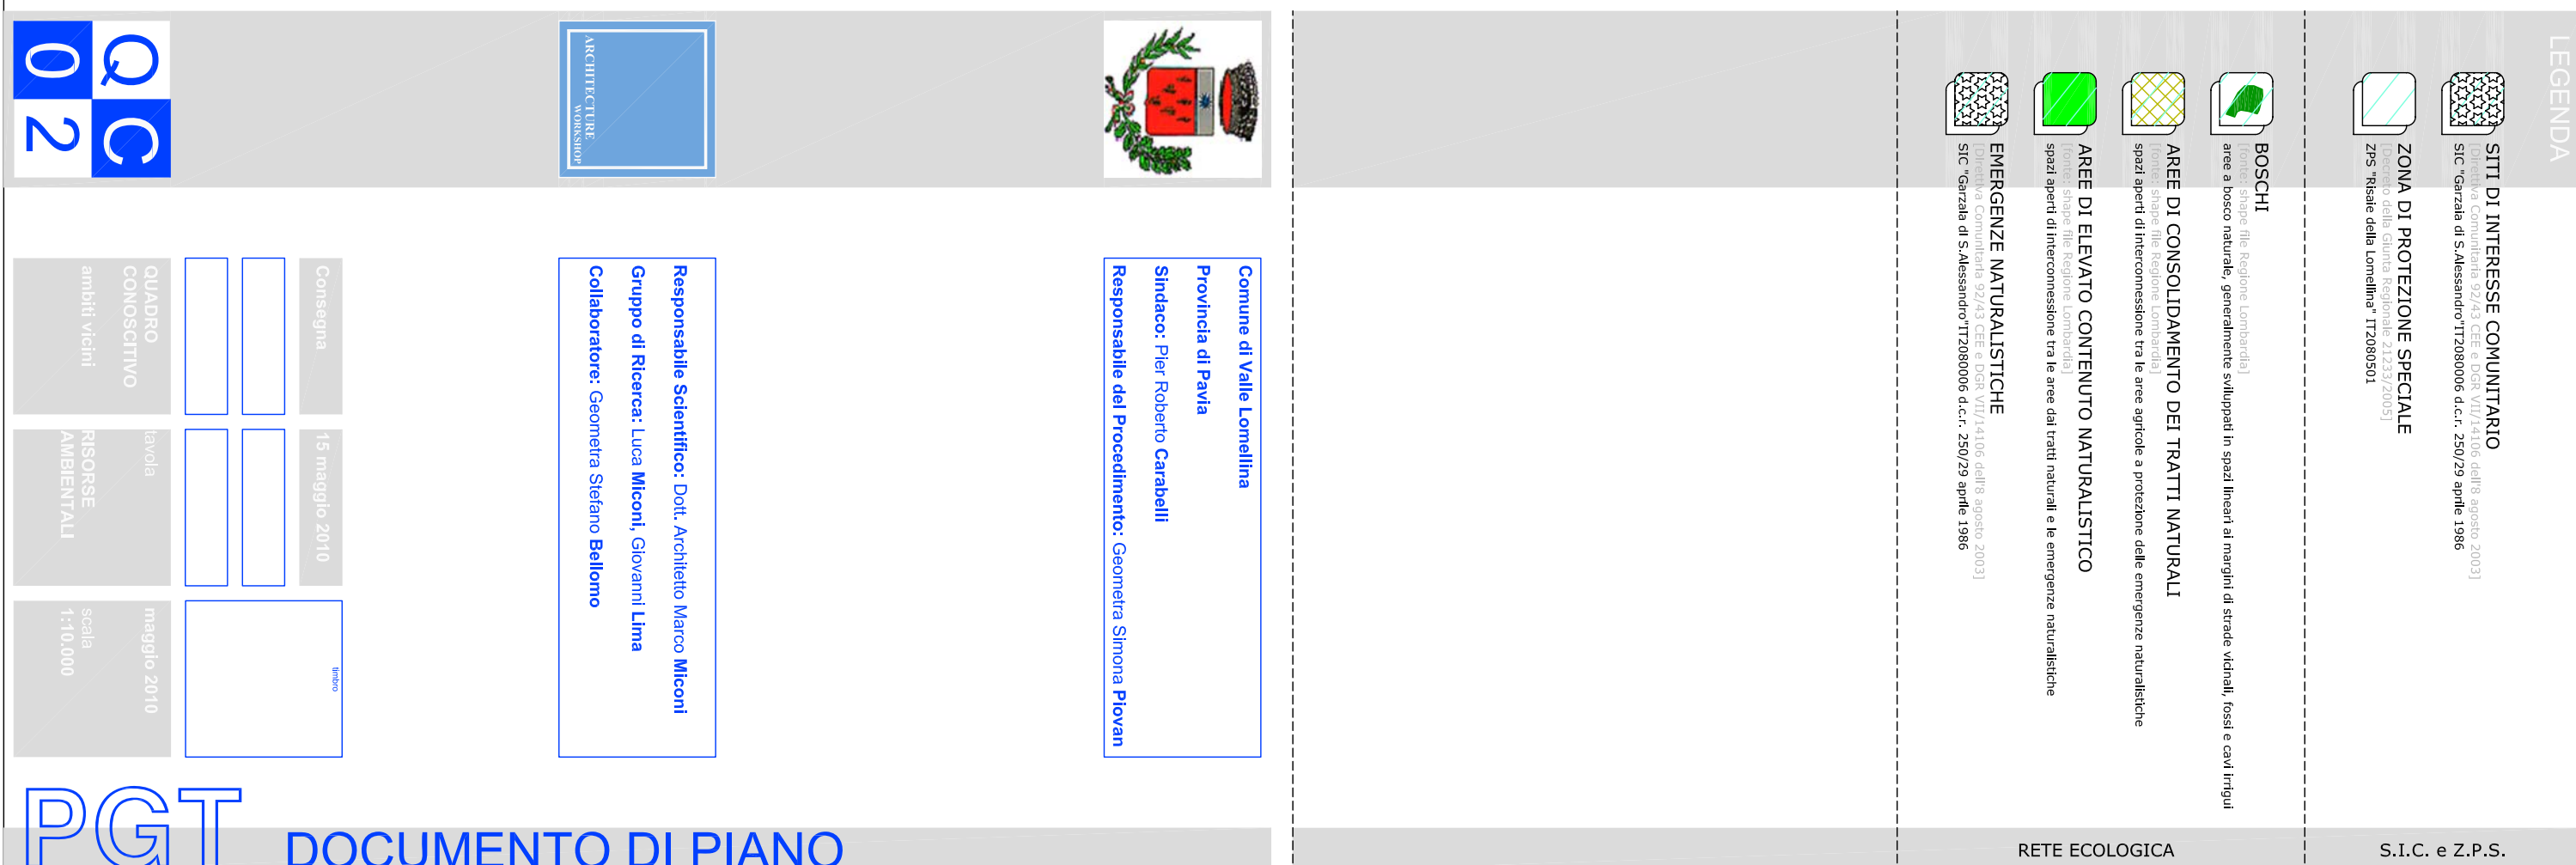 LEGENDA
SITI DI INTERESSE COMUNITARIO
[Direttiva Comunitaria 92/43 CEE e DGR VII/14106 dell'8 agosto 2003]
SIC "Garzaia di S.Alessandro"IT2080006 d.c.r. 250/29 aprile 1986
ZONA DI PROTEZIONE SPECIALE
[Decreto della Giunta Regionale 21233/2005]
ZPS "Risaie della Lomellina" IT2080501
S.I.C. e Z.P.S.
BOSCHI
[fonte: shape file Regione Lombardia]
aree a bosco naturale, generalmente sviluppati in spazi lineari ai margini di strade vicinali, fossi e cavi irrigui
AREE DI CONSOLIDAMENTO DEI TRATTI NATURALI
[fonte: shape file Regione Lombardia]
spazi aperti di interconnessione tra le aree agricole a protezione delle emergenze naturalistiche
AREE DI ELEVATO CONTENUTO NATURALISTICO
[fonte: shape file Regione Lombardia]
spazi aperti di interconnessione tra le aree dai tratti naturali e le emergenze naturalistiche
EMERGENZE NATURALISTICHE
[Direttiva Comunitaria 92/43 CEE e DGR VII/14106 dell'8 agosto 2003]
SIC "Garzaia di S.Alessandro"IT2080006 d.c.r. 250/29 aprile 1986
RETE ECOLOGICA
Comune di Valle Lomellina
Provincia di Pavia
Sindaco: Pier Roberto Carabelli
Responsabile del Procedimento: Geometra Simona Piovan
ARCHITECTURE
WORKSHOP
Responsabile Scientifico: Dott. Architetto Marco Miconi
Gruppo di Ricerca: Luca Miconi, Giovanni Lima
Collaboratore: Geometra Stefano Bellomo
Consegna
15 maggio 2010
timbro
QC
02
QUADRO
CONOSCITIVO
ambiti vicini
tavola
RISORSE
AMBIENTALI
maggio 2010
scala
1:10.000
PGT
DOCUMENTO DI PIANO